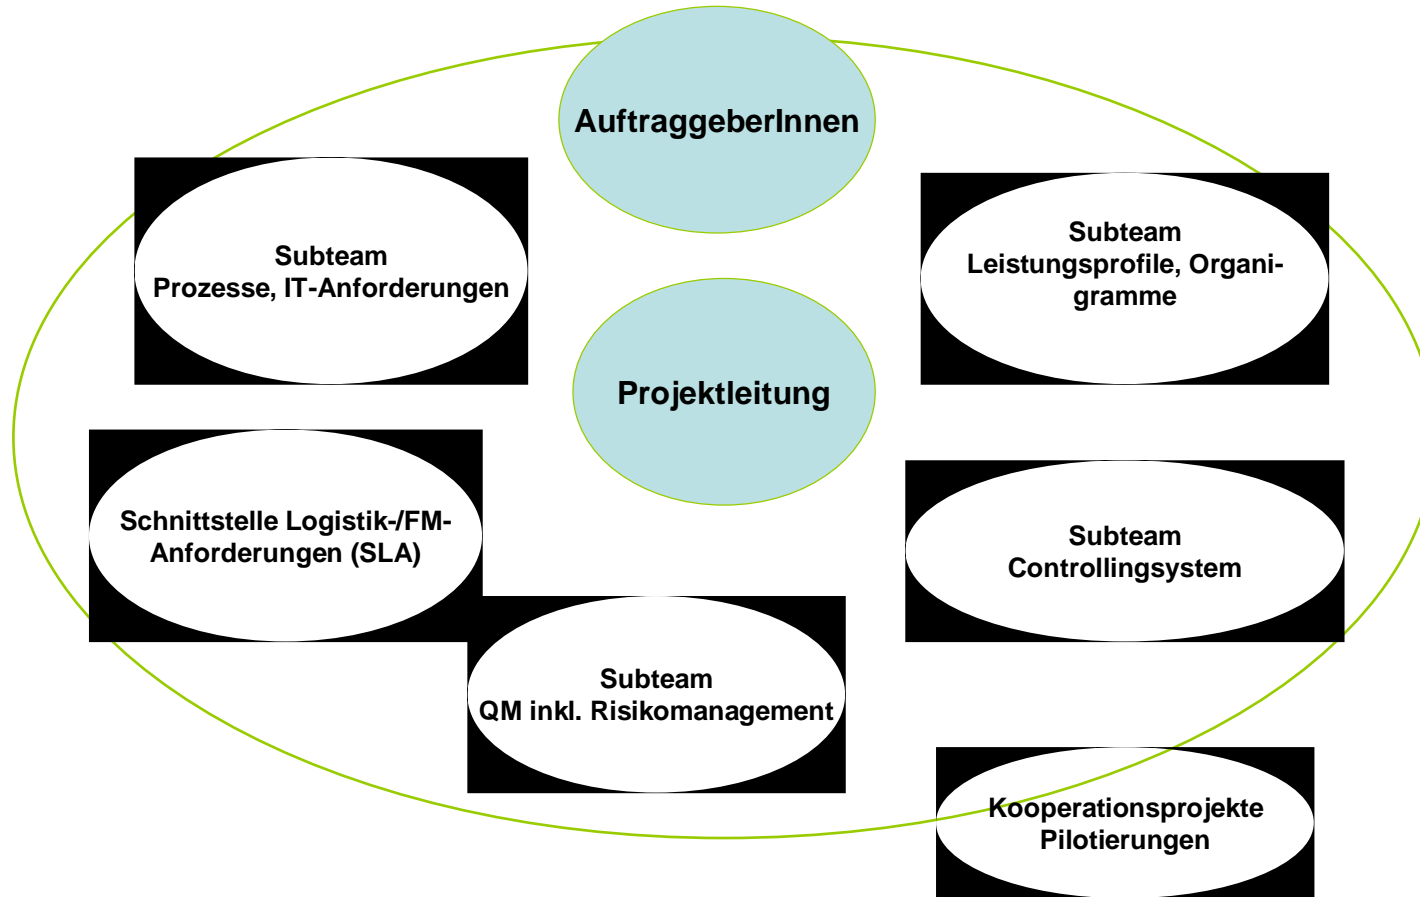 AuftraggeberInnen
Subteam
Prozesse, IT-Anforderungen
Subteam
Leistungsprofile, Organi-
gramme
Projektleitung
Schnittstelle Logistik-/FM-
Anforderungen (SLA)
Subteam
Controllingsystem
Subteam
QM inkl. Risikomanagement
Kooperationsprojekte
Pilotierungen